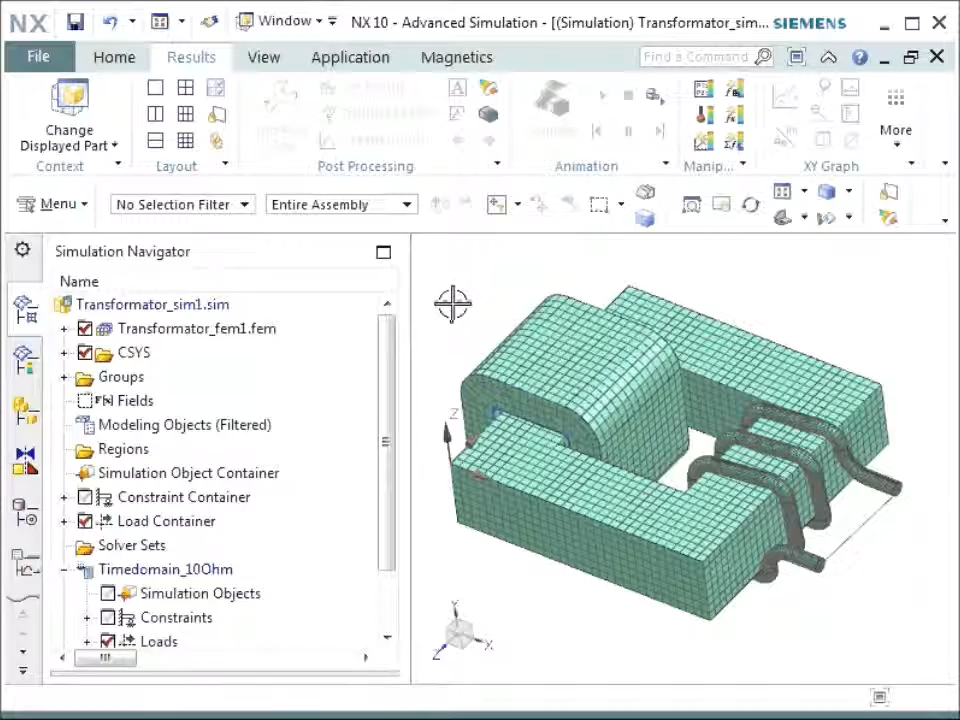 NX Window NX 10 - Advanced Simulation - [(Simulation) Transformator_sim... SIEMENS
File Home Results View Application Magnetics Find a Command
Change
Displayed Part
More
Context Layout Post Processing Animation Manip... XY Graph
Menu No Selection Filter Entire Assembly
Simulation Navigator
Name
Transformator_sim1.sim
Transformator_fem1.fem
CSYS
Groups
Fields
Modeling Objects (Filtered)
Regions
Simulation Object Container
Constraint Container
Load Container
Solver Sets
Timedomain_10Ohm
Simulation Objects
Constraints
Loads
Z
Y
X
Z